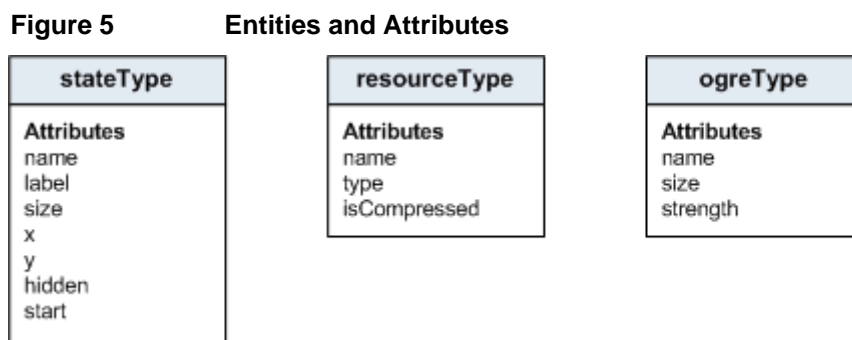 Figure 5 Entities and Attributes
stateType
Attributes
name
label
size
x
y
hidden
start
resourceType
Attributes
name
type
isCompressed
ogreType
Attributes
name
size
strength